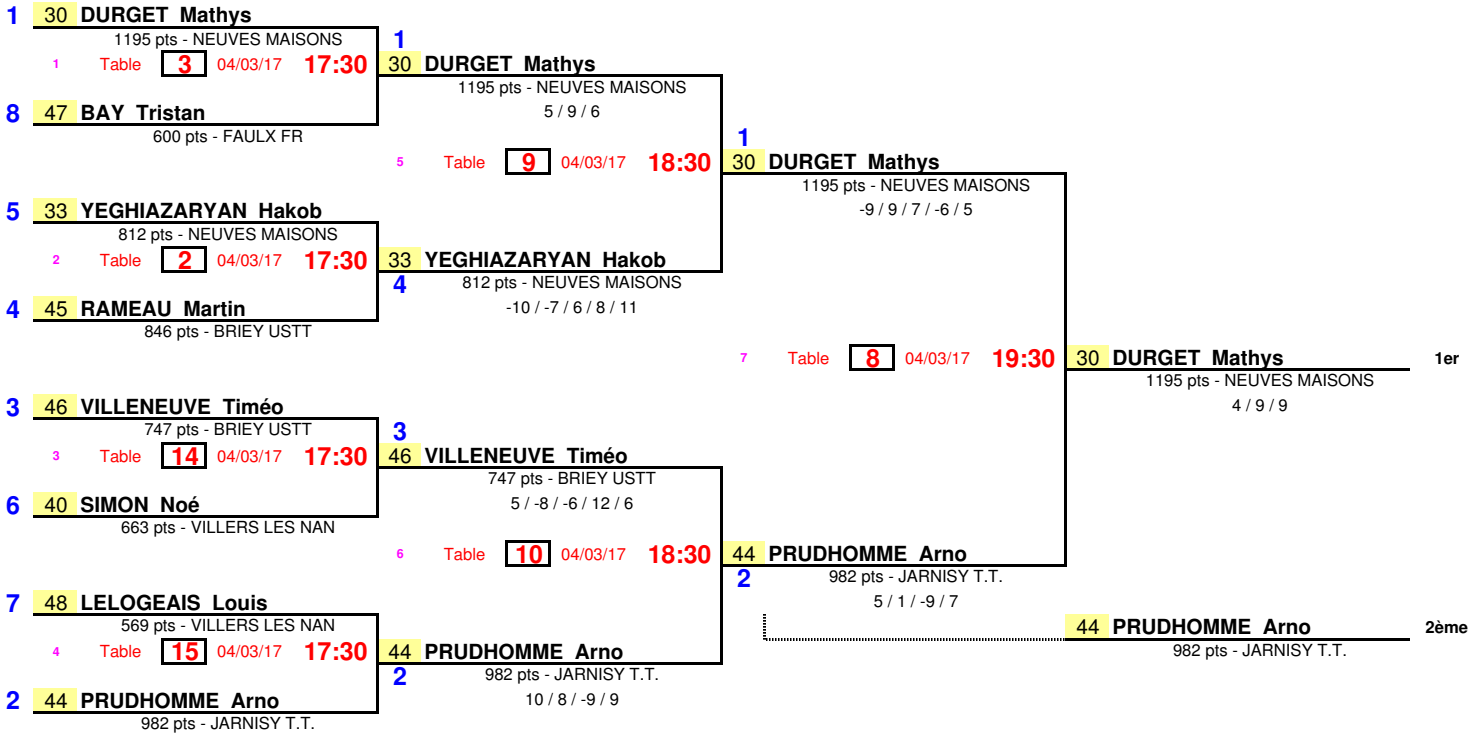 1 30 DURGET Mathys
1195 pts - NEUVES MAISONS
1 Table 3 04/03/17 17:30
8 47 BAY Tristan
600 pts - FAULX FR
5 33 YEGHIAZARYAN Hakob
812 pts - NEUVES MAISONS
2 Table 2 04/03/17 17:30
4 45 RAMEAU Martin
846 pts - BRIEY USTT
3 46 VILLENEUVE Timéo
747 pts - BRIEY USTT
3 Table 14 04/03/17 17:30
6 40 SIMON Noé
663 pts - VILLERS LES NAN
7 48 LELOGEAIS Louis
569 pts - VILLERS LES NAN
4 Table 15 04/03/17 17:30
2 44 PRUDHOMME Arno
982 pts - JARNISY T.T.
1
30 DURGET Mathys
1195 pts - NEUVES MAISONS
5 / 9 / 6
5 Table 9 04/03/17 18:30
33 YEGHIAZARYAN Hakob
4
812 pts - NEUVES MAISONS
-10 / -7 / 6 / 8 / 11
3
46 VILLENEUVE Timéo
747 pts - BRIEY USTT
5 / -8 / -6 / 12 / 6
6 Table 10 04/03/17 18:30
44 PRUDHOMME Arno
2
982 pts - JARNISY T.T.
10 / 8 / -9 / 9
1
30 DURGET Mathys
1195 pts - NEUVES MAISONS
-9 / 9 / 7 / -6 / 5
7 Table 8 04/03/17 19:30
44 PRUDHOMME Arno
2
982 pts - JARNISY T.T.
5 / 1 / -9 / 7
30 DURGET Mathys 1er
1195 pts - NEUVES MAISONS
4 / 9 / 9
44 PRUDHOMME Arno 2ème
982 pts - JARNISY T.T.